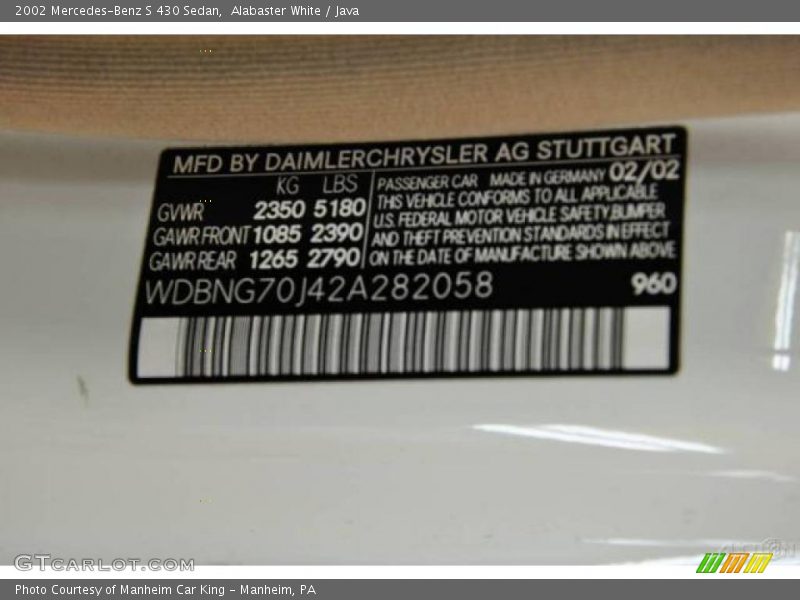 2002 Mercedes-Benz S 430 Sedan,  Alabaster White / Java
MFD BY DAIMLERCHRYSLER AG STUTTGART
KG LBS
GVWR 2350 5180
GAWR FRONT 1085 2390
GAWR REAR 1265 2790
PASSENGER CAR MADE IN GERMANY 02/02
THIS VEHICLE CONFORMS TO ALL APPLICABLE
U.S. FEDERAL MOTOR VEHICLE SAFETY,BUMPER
AND THEFT PREVENTION STANDARDS IN EFFECT
ON THE DATE OF MANUFACTURE SHOWN ABOVE
WDBNG70J42A282058 960
GTCARLOT.COM
Photo Courtesy of Manheim Car King - Manheim, PA